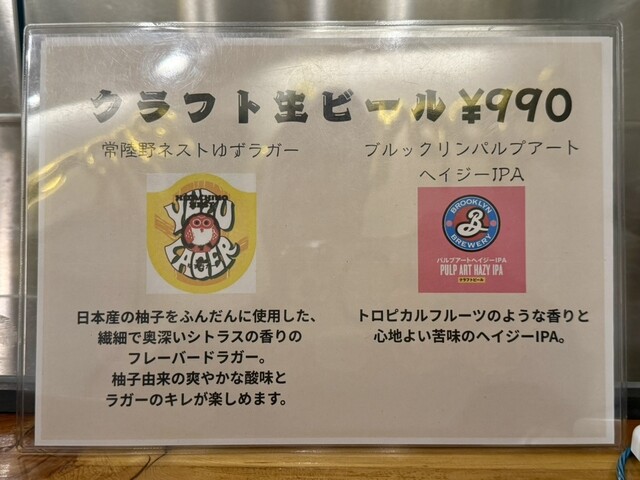 クラフト生ビール ¥990
常陸野ネストゆずラガー
YUZU
LAGER
日本産の柚子をふんだんに使用した、
繊細で奥深いシトラスの香りの
フレーバードラガー。
柚子由来の爽やかな酸味と
ラガーのキレが楽しめます。
ブルックリンパルプアート
ヘイジーIPA
BROOKLYN
B
BREWERY
パルプアートヘイジーIPA
PULP ART HAZY IPA
クラフトビール
トロピカルフルーツのような香りと
心地よい苦味のヘイジーIPA。